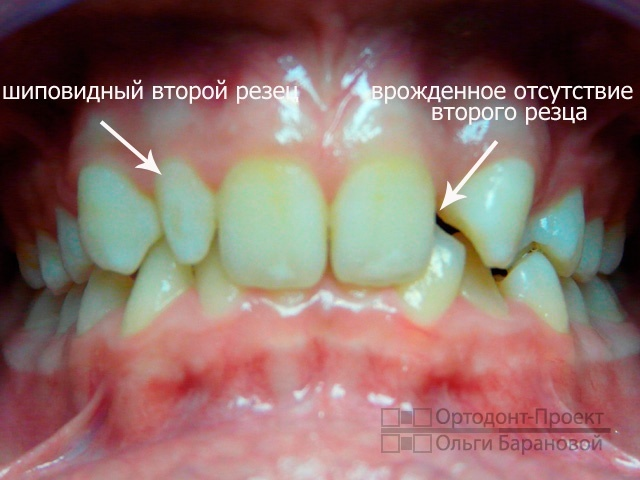 шиповидный второй резец
врожденное отсутствие
второго резца
Ортодонт-Проект
Ольги Барановой